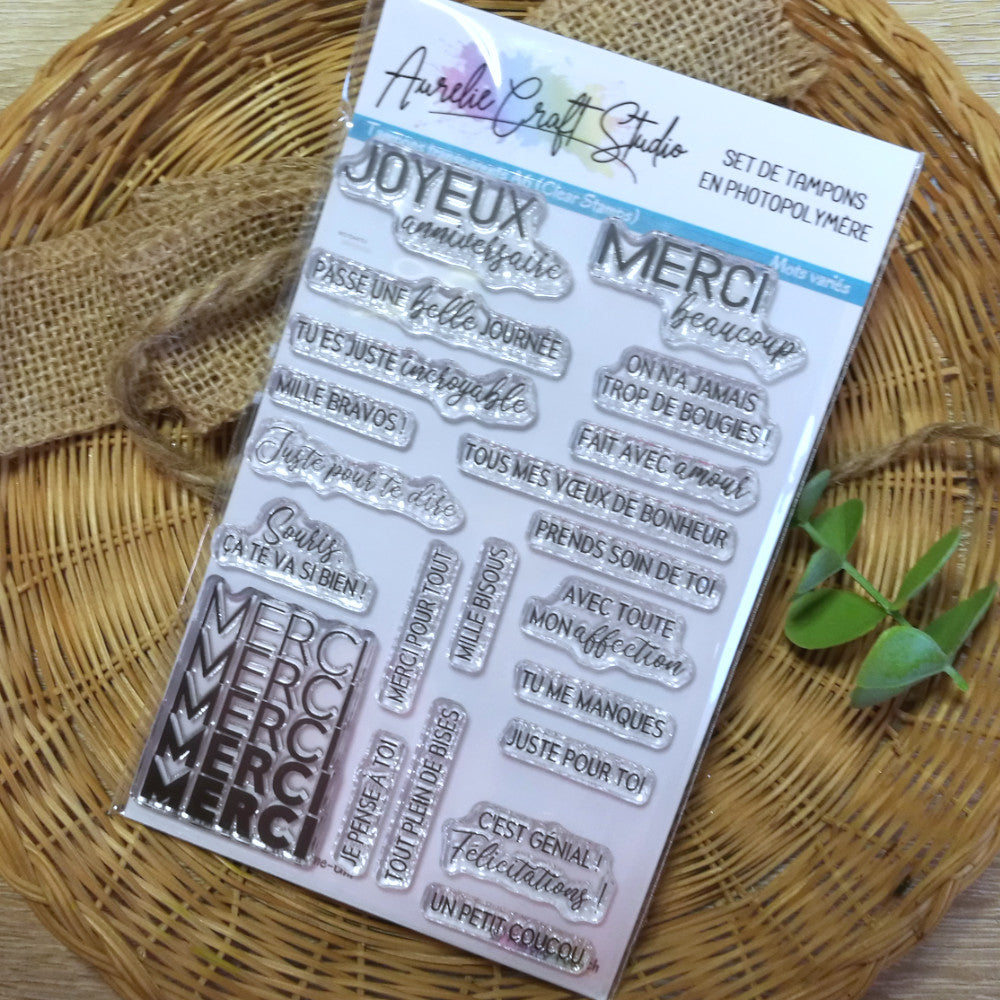 Aurelie Craft Studio
SET DE TAMPONS
EN PHOTOPOLYMÈRE
(Clear Stamps)
Mots variés
JOYEUX
anniversaire
MERCI
beaucoup
PASSE UNE belle JOURNÉE
TU ES JUSTE incroyable
MILLE BRAVOS !
ON N'A JAMAIS
TROP DE BOUGIES !
FAIT AVEC amour
Juste pour te dire
TOUS MES VŒUX DE BONHEUR
PRENDS SOIN DE TOI
Souris,
ÇA TE VA SI BIEN !
MERCI POUR TOUT
MILLE BISOUS
AVEC TOUTE
MON affection
TU ME MANQUES
JUSTE POUR TOI
MERCI
MERCI
MERCI
MERCI
MERCI
JE PENSE À TOI
TOUT PLEIN DE BISES
C'EST GÉNIAL !
Félicitations !
UN PETIT COUCOU